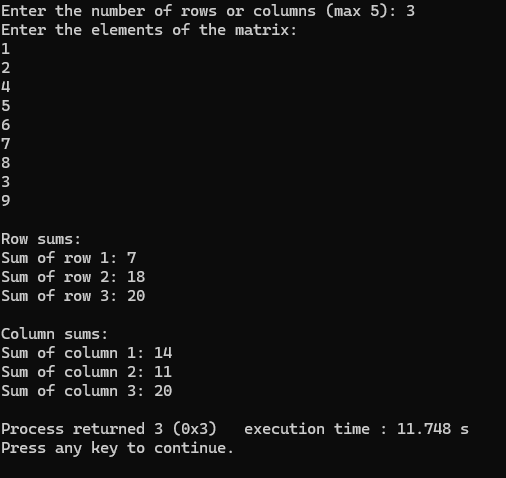 Enter the number of rows or columns (max 5): 3
Enter the elements of the matrix:
1
2
4
5
6
7
8
3
9
Row sums:
Sum of row 1: 7
Sum of row 2: 18
Sum of row 3: 20
Column sums:
Sum of column 1: 14
Sum of column 2: 11
Sum of column 3: 20
Process returned 3 (0x3)   execution time : 11.748 s
Press any key to continue.